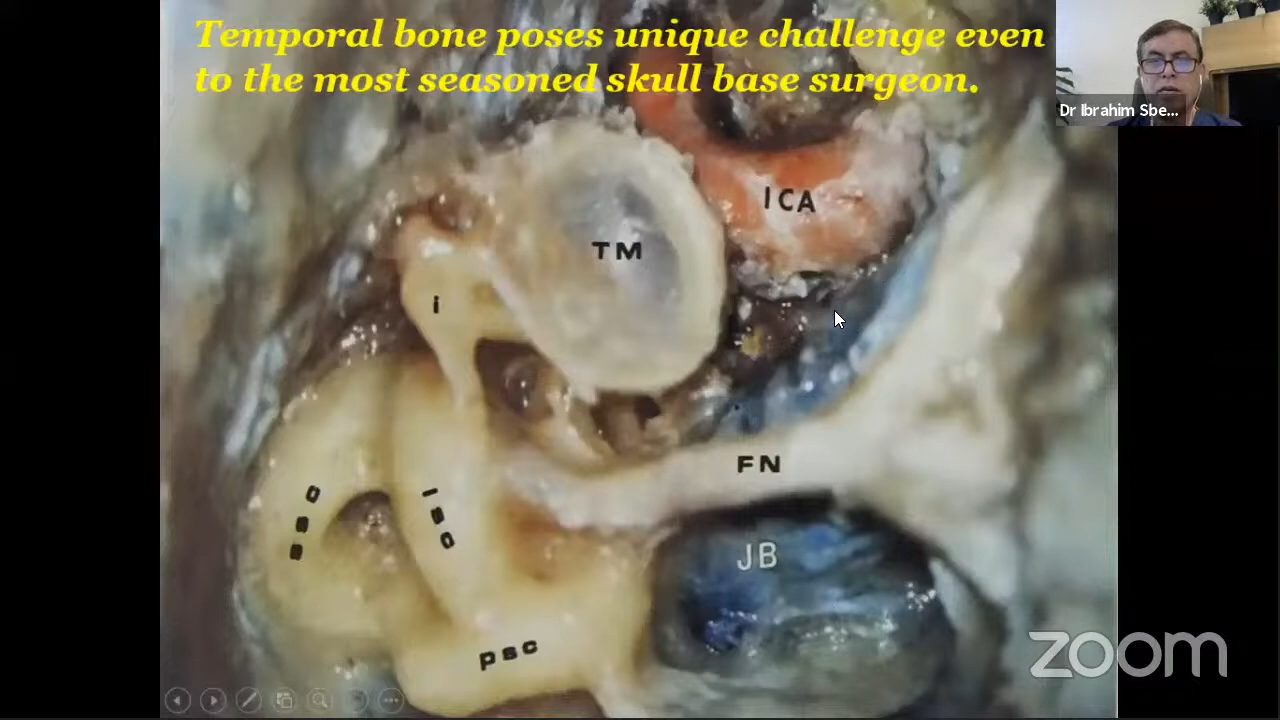 Temporal bone poses unique challenge even
to the most seasoned skull base surgeon.
Dr Ibrahim Sbe...
ICA
TM
i
FN
ssc
lsc
JB
psc
zoom